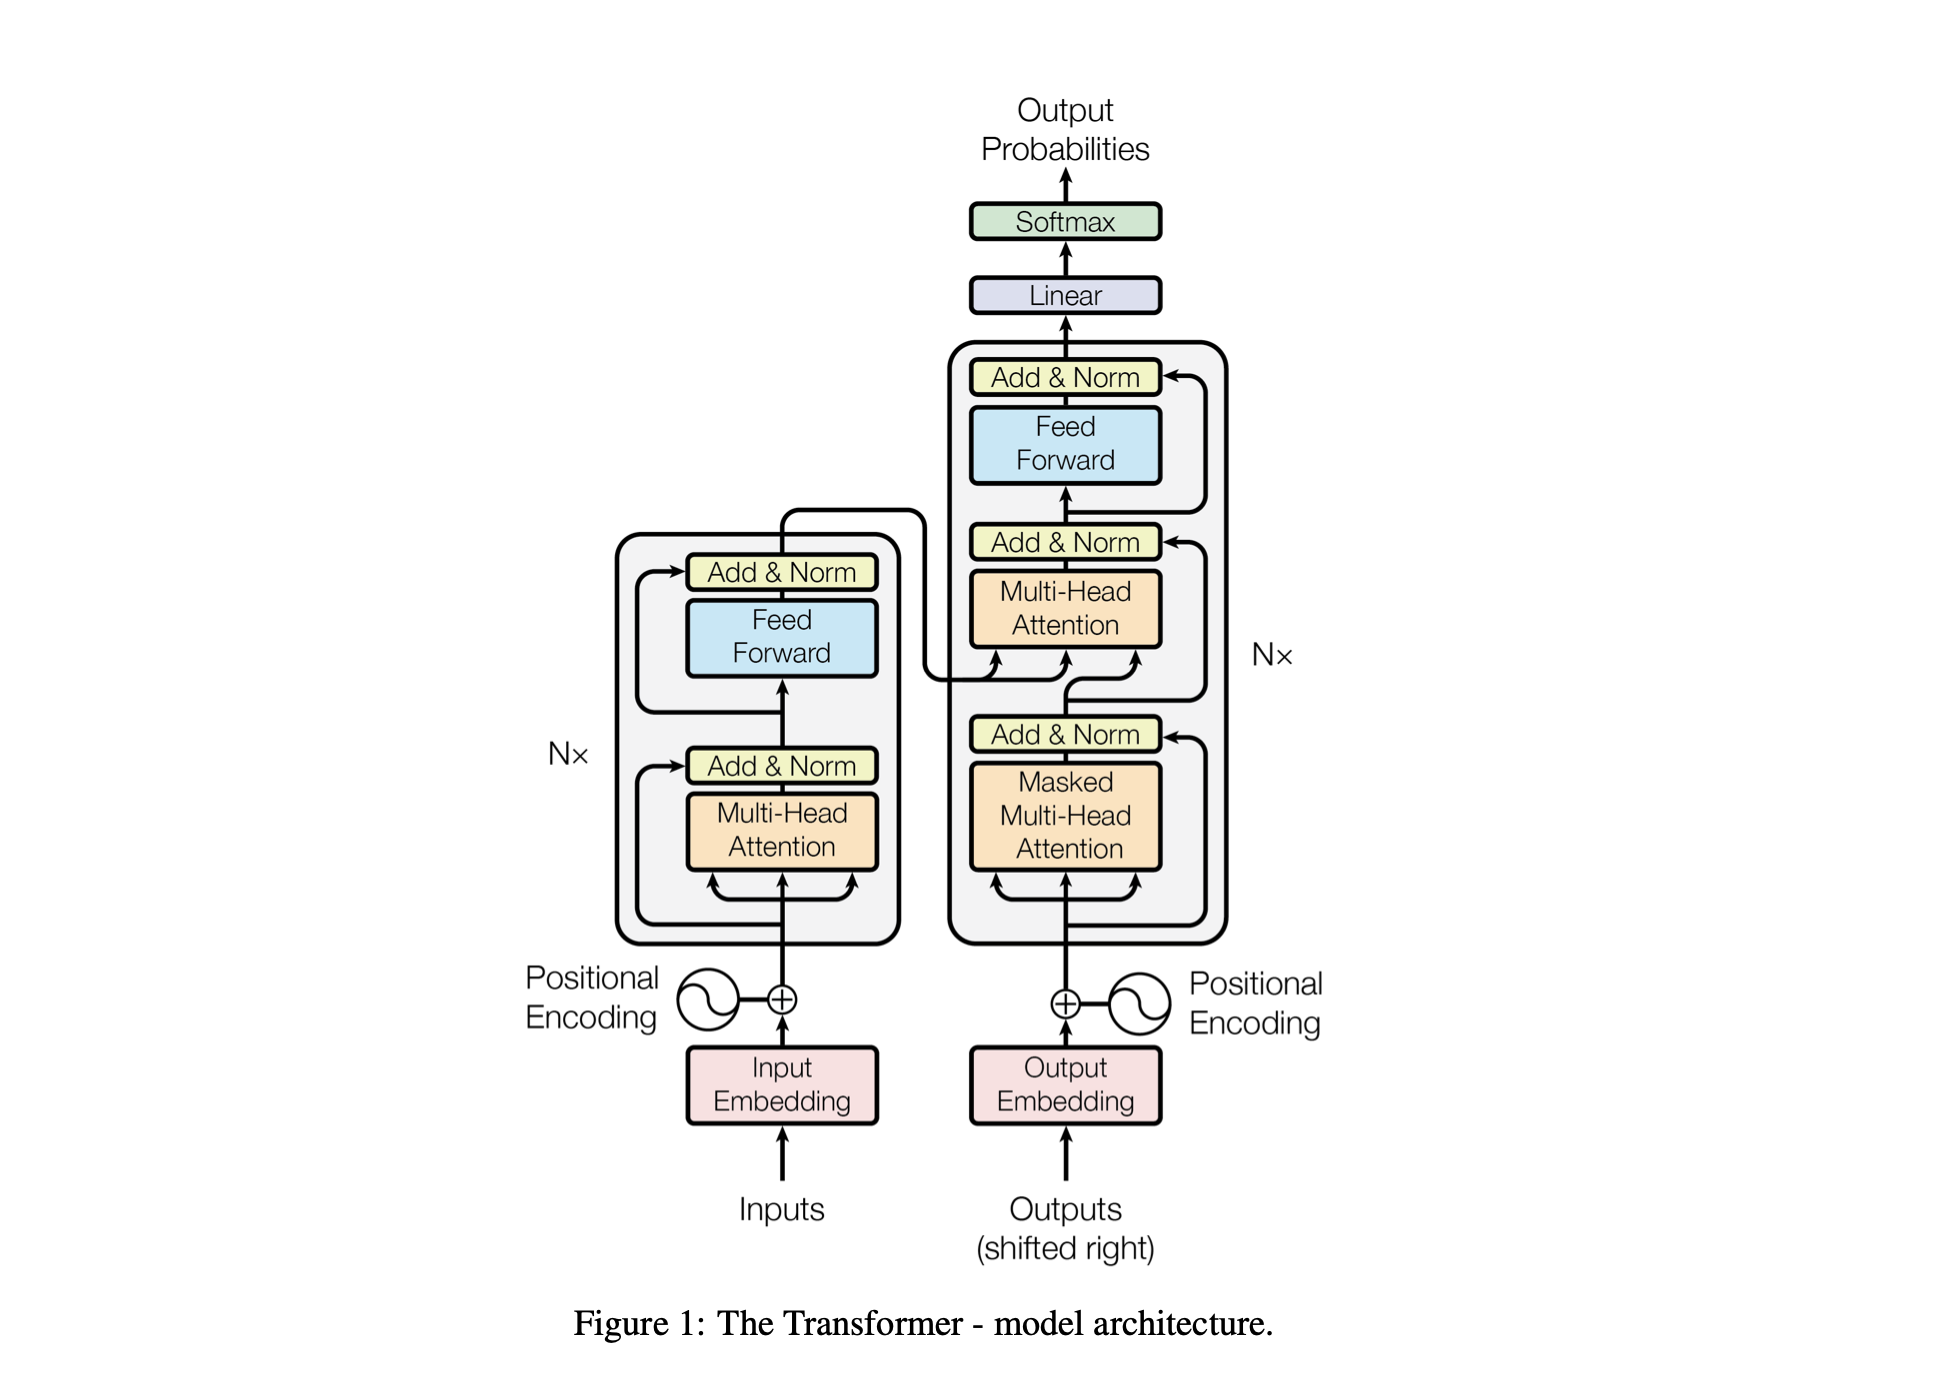 Output
Probabilities
Softmax
Linear
Add & Norm
Feed
Forward
Add & Norm
Multi-Head
Attention
Add & Norm
Masked
Multi-Head
Attention
N×
Positional
Encoding
Output
Embedding
Outputs
(shifted right)
Add & Norm
Feed
Forward
Add & Norm
Multi-Head
Attention
N×
Positional
Encoding
Input
Embedding
Inputs
Figure 1: The Transformer - model architecture.